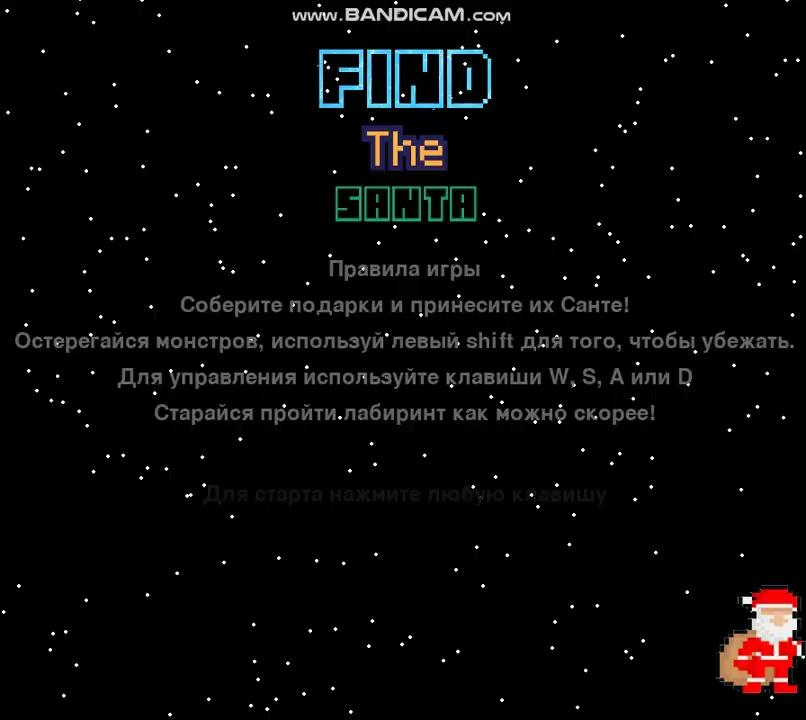 www.BANDICAM.com
FIND
The
SANTA
Правила игры
Соберите подарки и принесите их Санте!
Остерегайся монстров, используй левый shift для того, чтобы убежать.
Для управления используйте клавиши W, S, A или D
Старайся пройти лабиринт как можно скорее!
Для старта нажмите любую клавишу